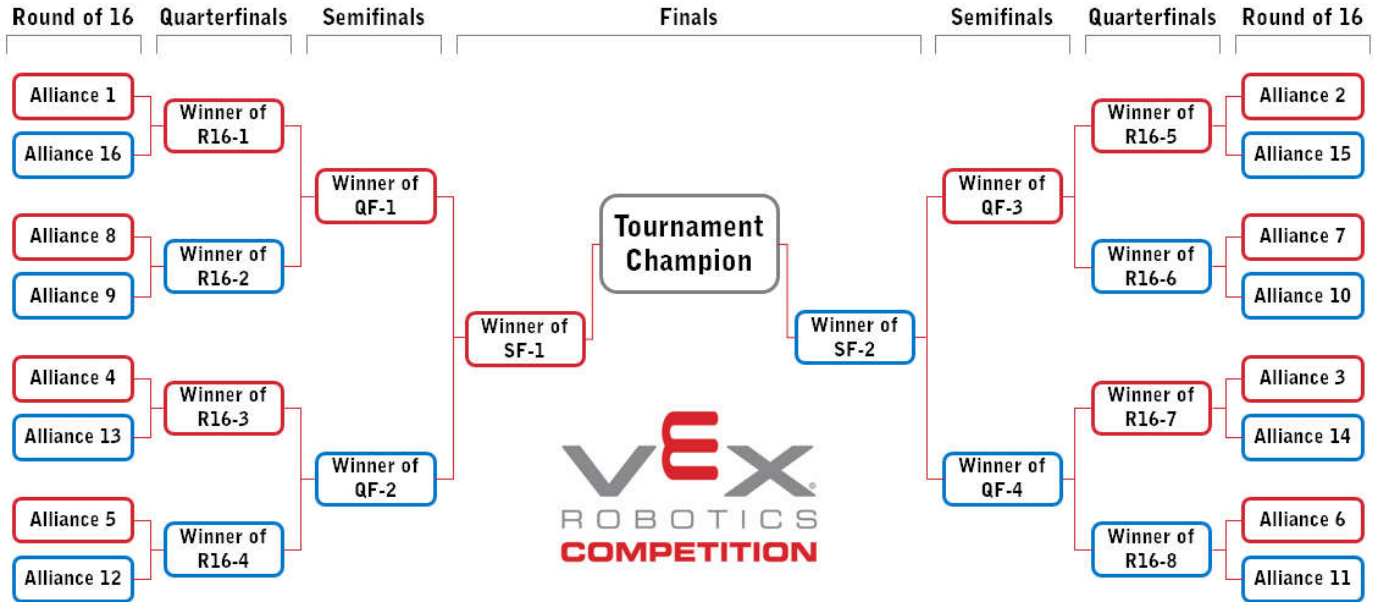 Round of 16
Quarterfinals
Semifinals
Finals
Semifinals
Quarterfinals
Round of 16
Alliance 1
Alliance 16
Alliance 8
Alliance 9
Alliance 4
Alliance 13
Alliance 5
Alliance 12
Winner of
R16-1
Winner of
R16-2
Winner of
R16-3
Winner of
R16-4
Winner of
QF-1
Winner of
QF-2
Winner of
SF-1
Tournament
Champion
Winner of
SF-2
Winner of
QF-3
Winner of
QF-4
Winner of
R16-5
Winner of
R16-6
Winner of
R16-7
Winner of
R16-8
Alliance 2
Alliance 15
Alliance 7
Alliance 10
Alliance 3
Alliance 14
Alliance 6
Alliance 11
VEX®
ROBOTICS
COMPETITION